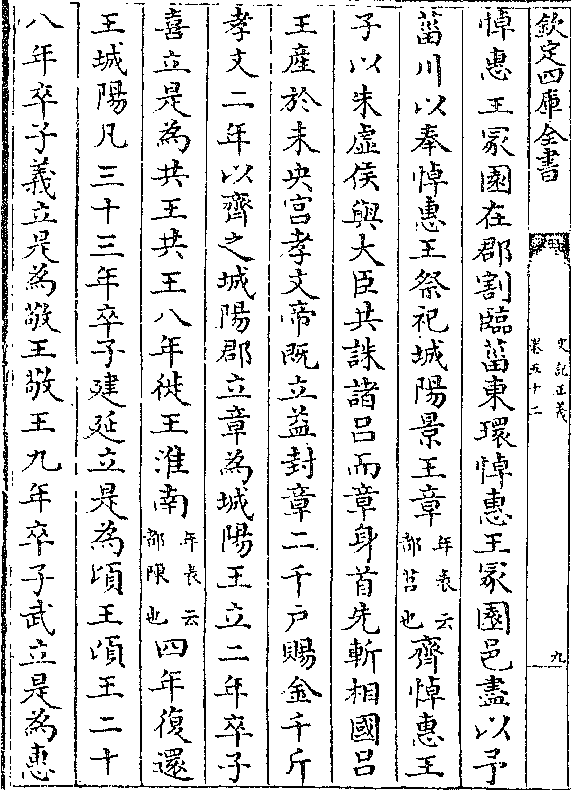 欽定四庫全書
史記正義
卷五十二
九
悼惠王冢園在郡割臨菑東環悼惠王冢園邑盡以予
菑川以奉悼惠王祭祀城陽景王章年表云都莒也齊悼惠王
子以朱虛侯與大臣共誅諸呂而章身首先斬相國呂
王產於未央宮孝文帝既立益封章二千戶賜金千斤
孝文二年以齊之城陽郡立章為城陽王立二年卒子
喜立是為共王共王八年徙王淮南年表云都陳也四年復還
王城陽凡三十三年卒子建延立是為頃王頃王二十
八年卒子義立是為敬王敬王九年卒子武立是為惠